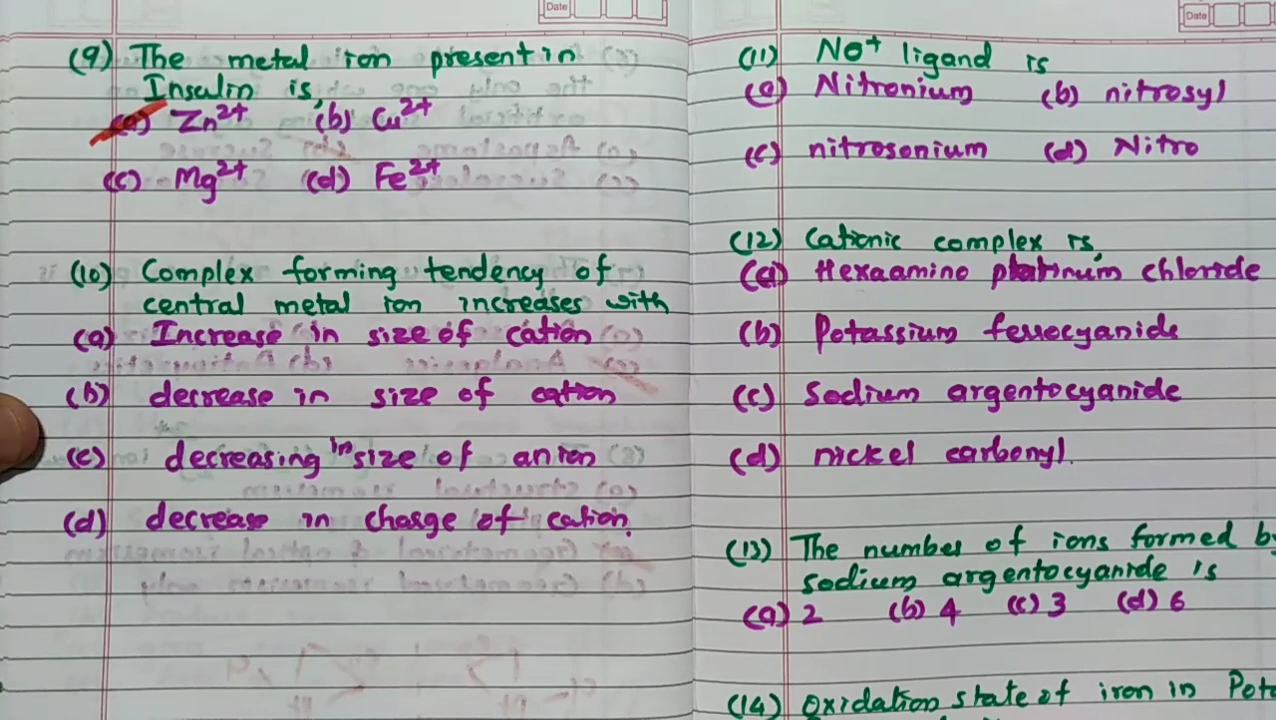 Date
(9) The metal ion present in
Insulin is,
(a) Zn²⁺ (b) Cu²⁺
(c) Mg²⁺ (d) Fe²⁺
(10) Complex forming tendency of
central metal ion increases with
(a) Increase in size of cation
(b) decrease in size of cation
(c) decreasing in size of anion
(d) decrease in charge of cation.
Date
(11) NO⁺ ligand is
(a) Nitronium (b) nitrosyl
(c) nitrosonium (d) Nitro
(12) Cationic complex is,
(a) Hexaamino platinum chloride
(b) Potassium ferrocyanide
(c) Sodium argentocyanide
(d) nickel carbonyl.
(13) The number of ions formed by
sodium argentocyanide is
(a) 2 (b) 4 (c) 3 (d) 6
(14) Oxidation state of iron in